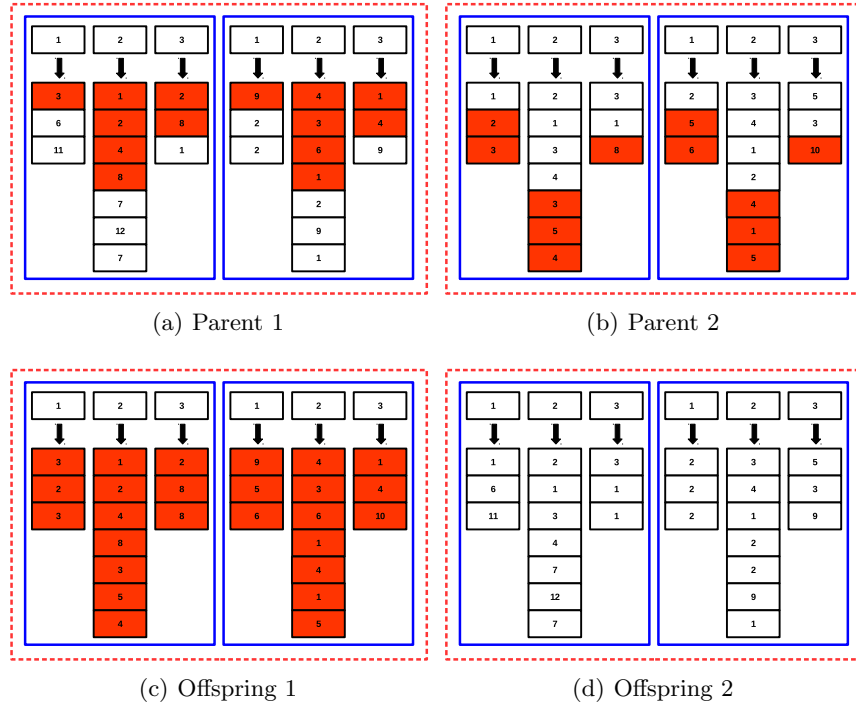 1 2 3 1 2 3 1 2 3 1 2 3
3 1 2 9 4 1 1 2 3 2 3 5
6 2 8 2 3 4 2 1 1 5 4 3
11 4 1 2 6 9 3 3 8 6 1 10
8 1 4 2
7 2 3 4
12 9 5 1
7 1 4 5
(a) Parent 1 (b) Parent 2
1 2 3 1 2 3 1 2 3 1 2 3
3 1 2 9 4 1 1 2 3 2 3 5
2 2 8 5 3 4 6 1 1 2 4 3
3 4 8 6 6 10 11 3 1 2 1 9
8 1 4 2
3 4 7 2
5 1 12 9
4 5 7 1
(c) Offspring 1 (d) Offspring 2